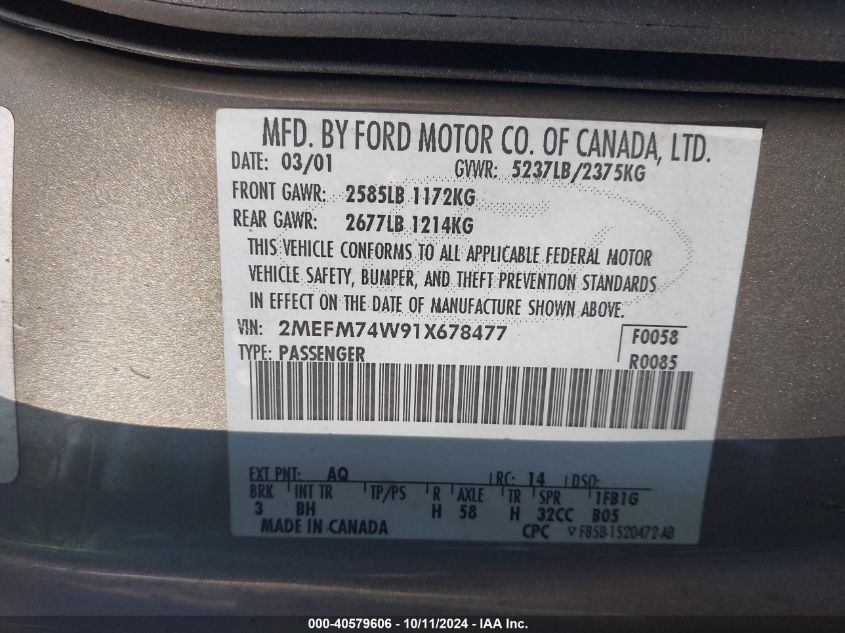 MFD. BY FORD MOTOR CO. OF CANADA, LTD.
DATE: 03/01 GVWR: 5237LB/2375KG
FRONT GAWR: 2585LB 1172KG
REAR GAWR: 2677LB 1214KG
THIS VEHICLE CONFORMS TO ALL APPLICABLE FEDERAL MOTOR
VEHICLE SAFETY, BUMPER, AND THEFT PREVENTION STANDARDS
IN EFFECT ON THE DATE OF MANUFACTURE SHOWN ABOVE.
VIN: 2MEFM74W91X678477 F0058
TYPE: PASSENGER R0085
EXT PNT: AQ RC: 14 DSO:
BRK INT TR TP/PS R AXLE TR SPR 1FB1G
3 BH H 58 H 32CC B05
MADE IN CANADA CPC F85B-1520472-AB
000-40579606 - 10/11/2024 - IAA Inc.